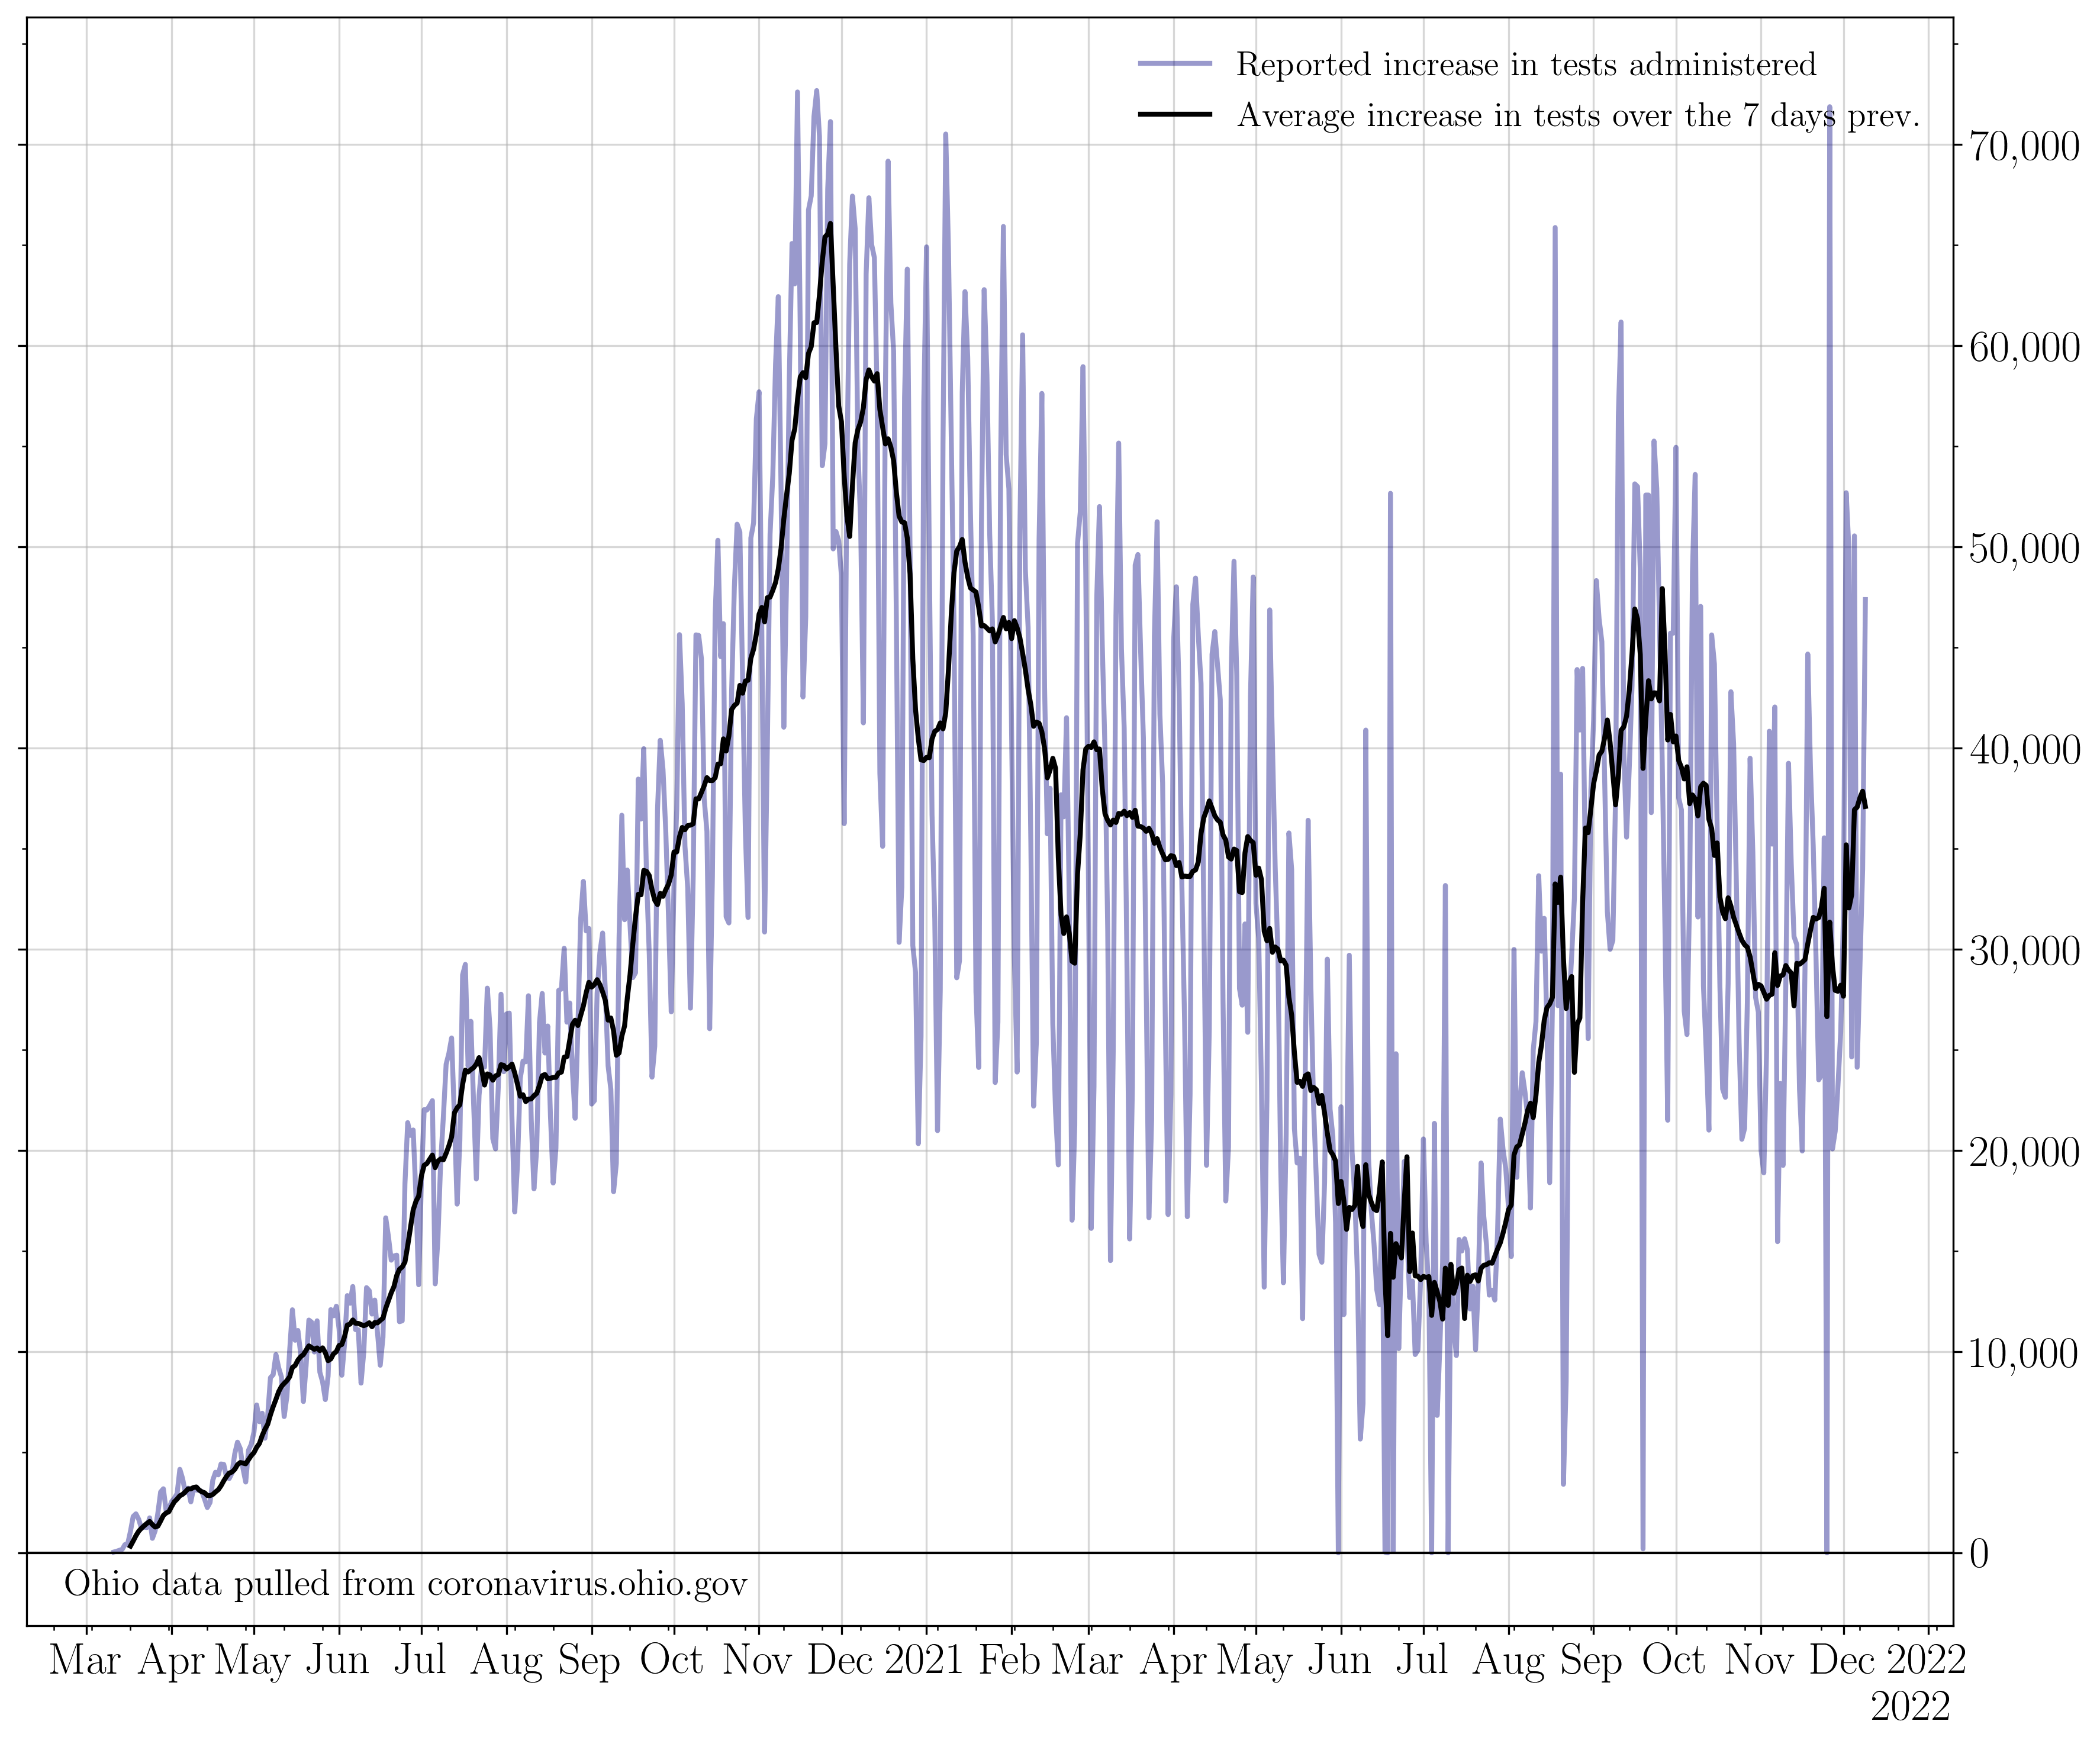 Reported increase in tests administered
Average increase in tests over the 7 days prev.
70,000
60,000
50,000
40,000
30,000
20,000
10,000
0
Ohio data pulled from coronavirus.ohio.gov
Mar Apr May Jun Jul Aug Sep Oct Nov Dec 2021 Feb Mar Apr May Jun Jul Aug Sep Oct Nov Dec 2022
2022